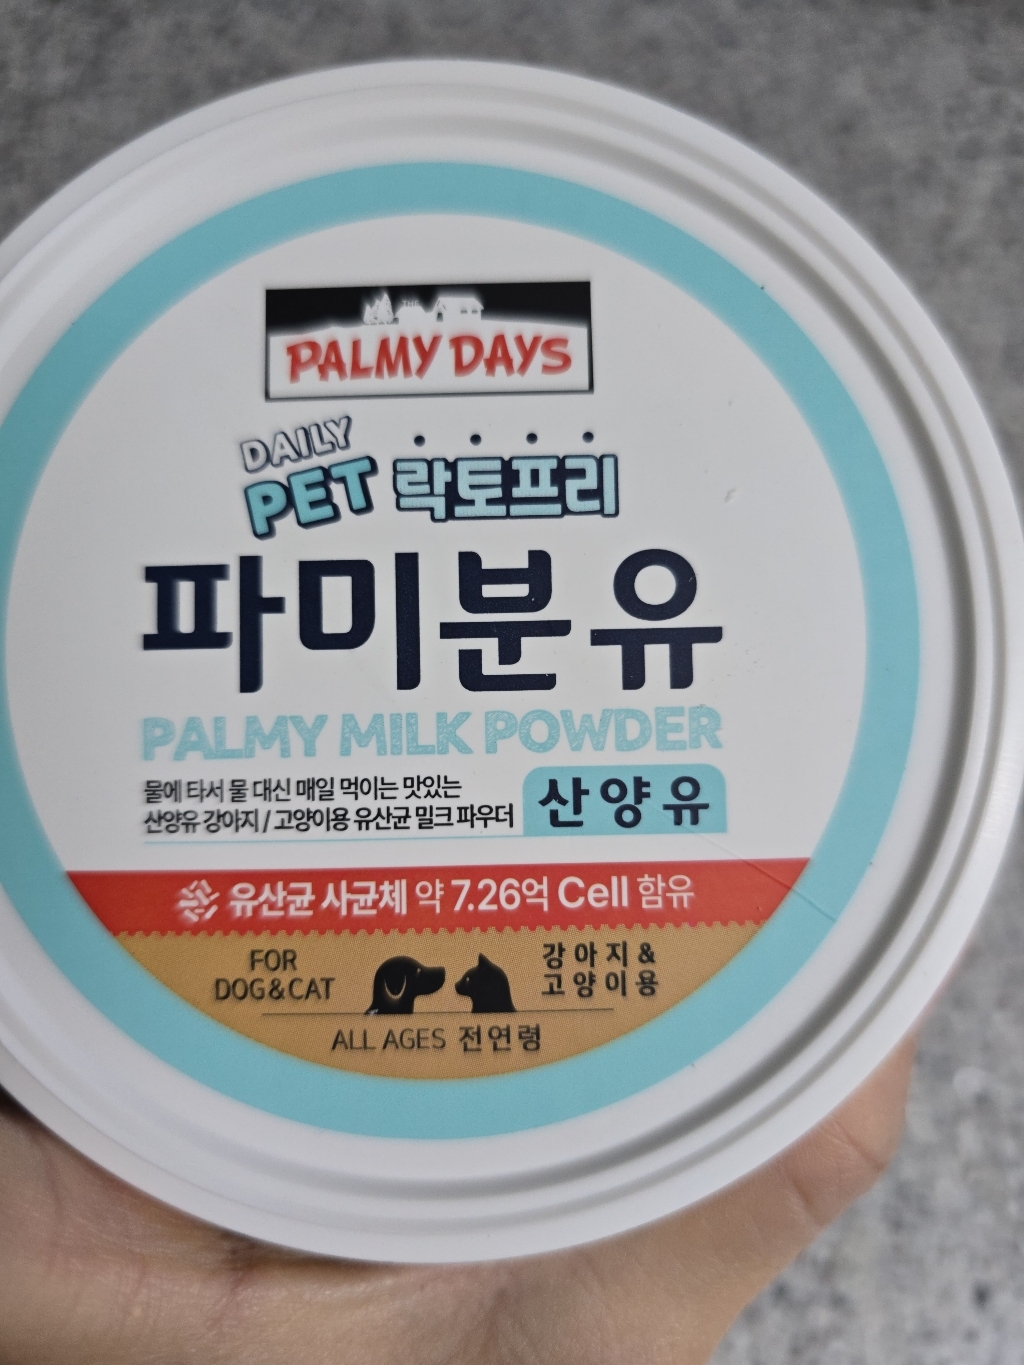 THE
PALMY DAYS
DAILY
PET 락토프리
파미분유
PALMY MILK POWDER
물에 타서 물 대신 매일 먹이는 맛있는
산양유 강아지 / 고양이용 유산균 밀크 파우더
산양유
유산균 사균체 약 7.26억 Cell 함유
FOR
DOG&CAT
강아지&
고양이용
ALL AGES 전연령